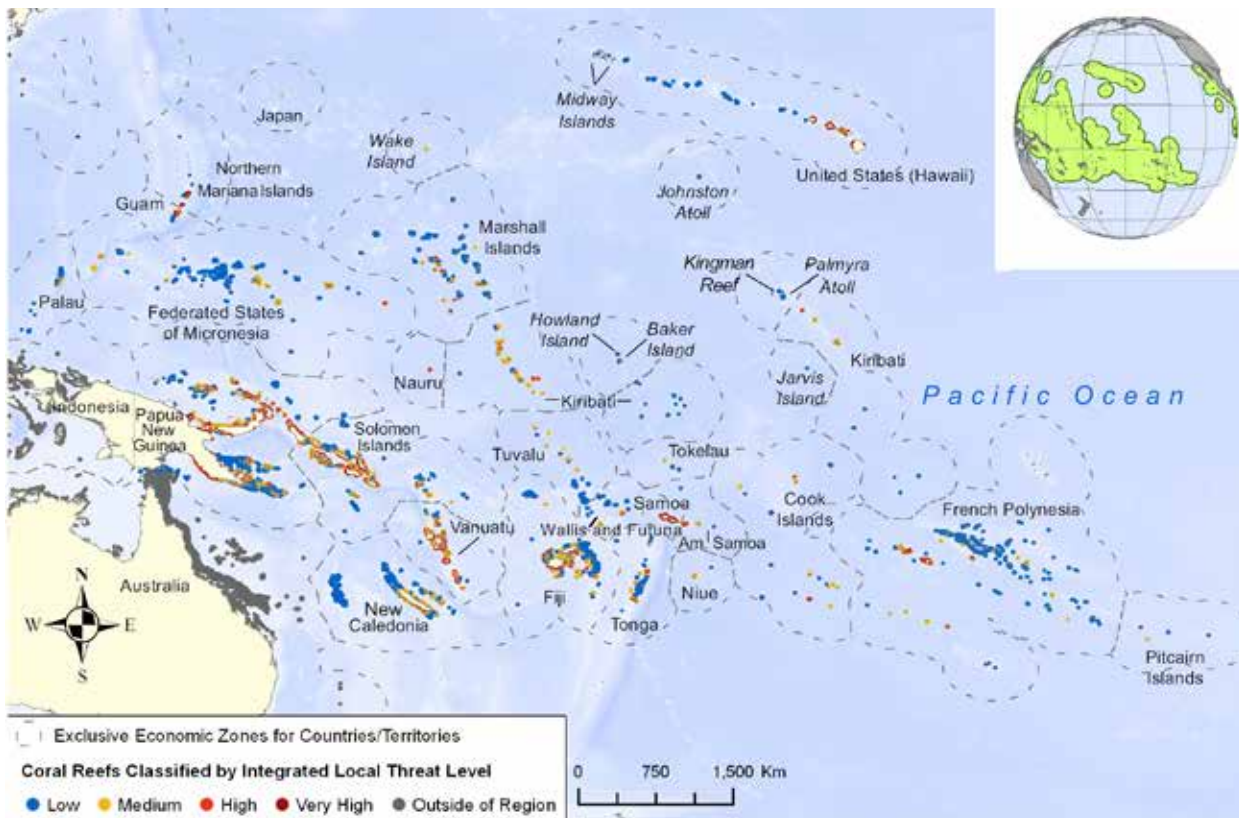 Midway
Islands
Japan
Wake
Island
United States (Hawaii)
Northern
Mariana Islands
Johnston
Atoll
Guam
Marshall
Islands
Kingman
Reef
Palmyra
Atoll
Palau
Federated States
of Micronesia
Howland
Island
Baker
Island
Kiribati
Nauru
Jarvis
Island
Pacific Ocean
Indonesia
Kiribati
Papua
New
Guinea
Solomon
Islands
Tuvalu
Tokelau
Samoa
Cook
Islands
French Polynesia
Wallis and Futuna
Vanuatu
Am. Samoa
Australia
N
W
E
S
New
Caledonia
Fiji
Tonga
Niue
Pitcairn
Islands
Exclusive Economic Zones for Countries/Territories
Coral Reefs Classified by Integrated Local Threat Level
Low Medium High Very High Outside of Region
0 750 1,500 Km